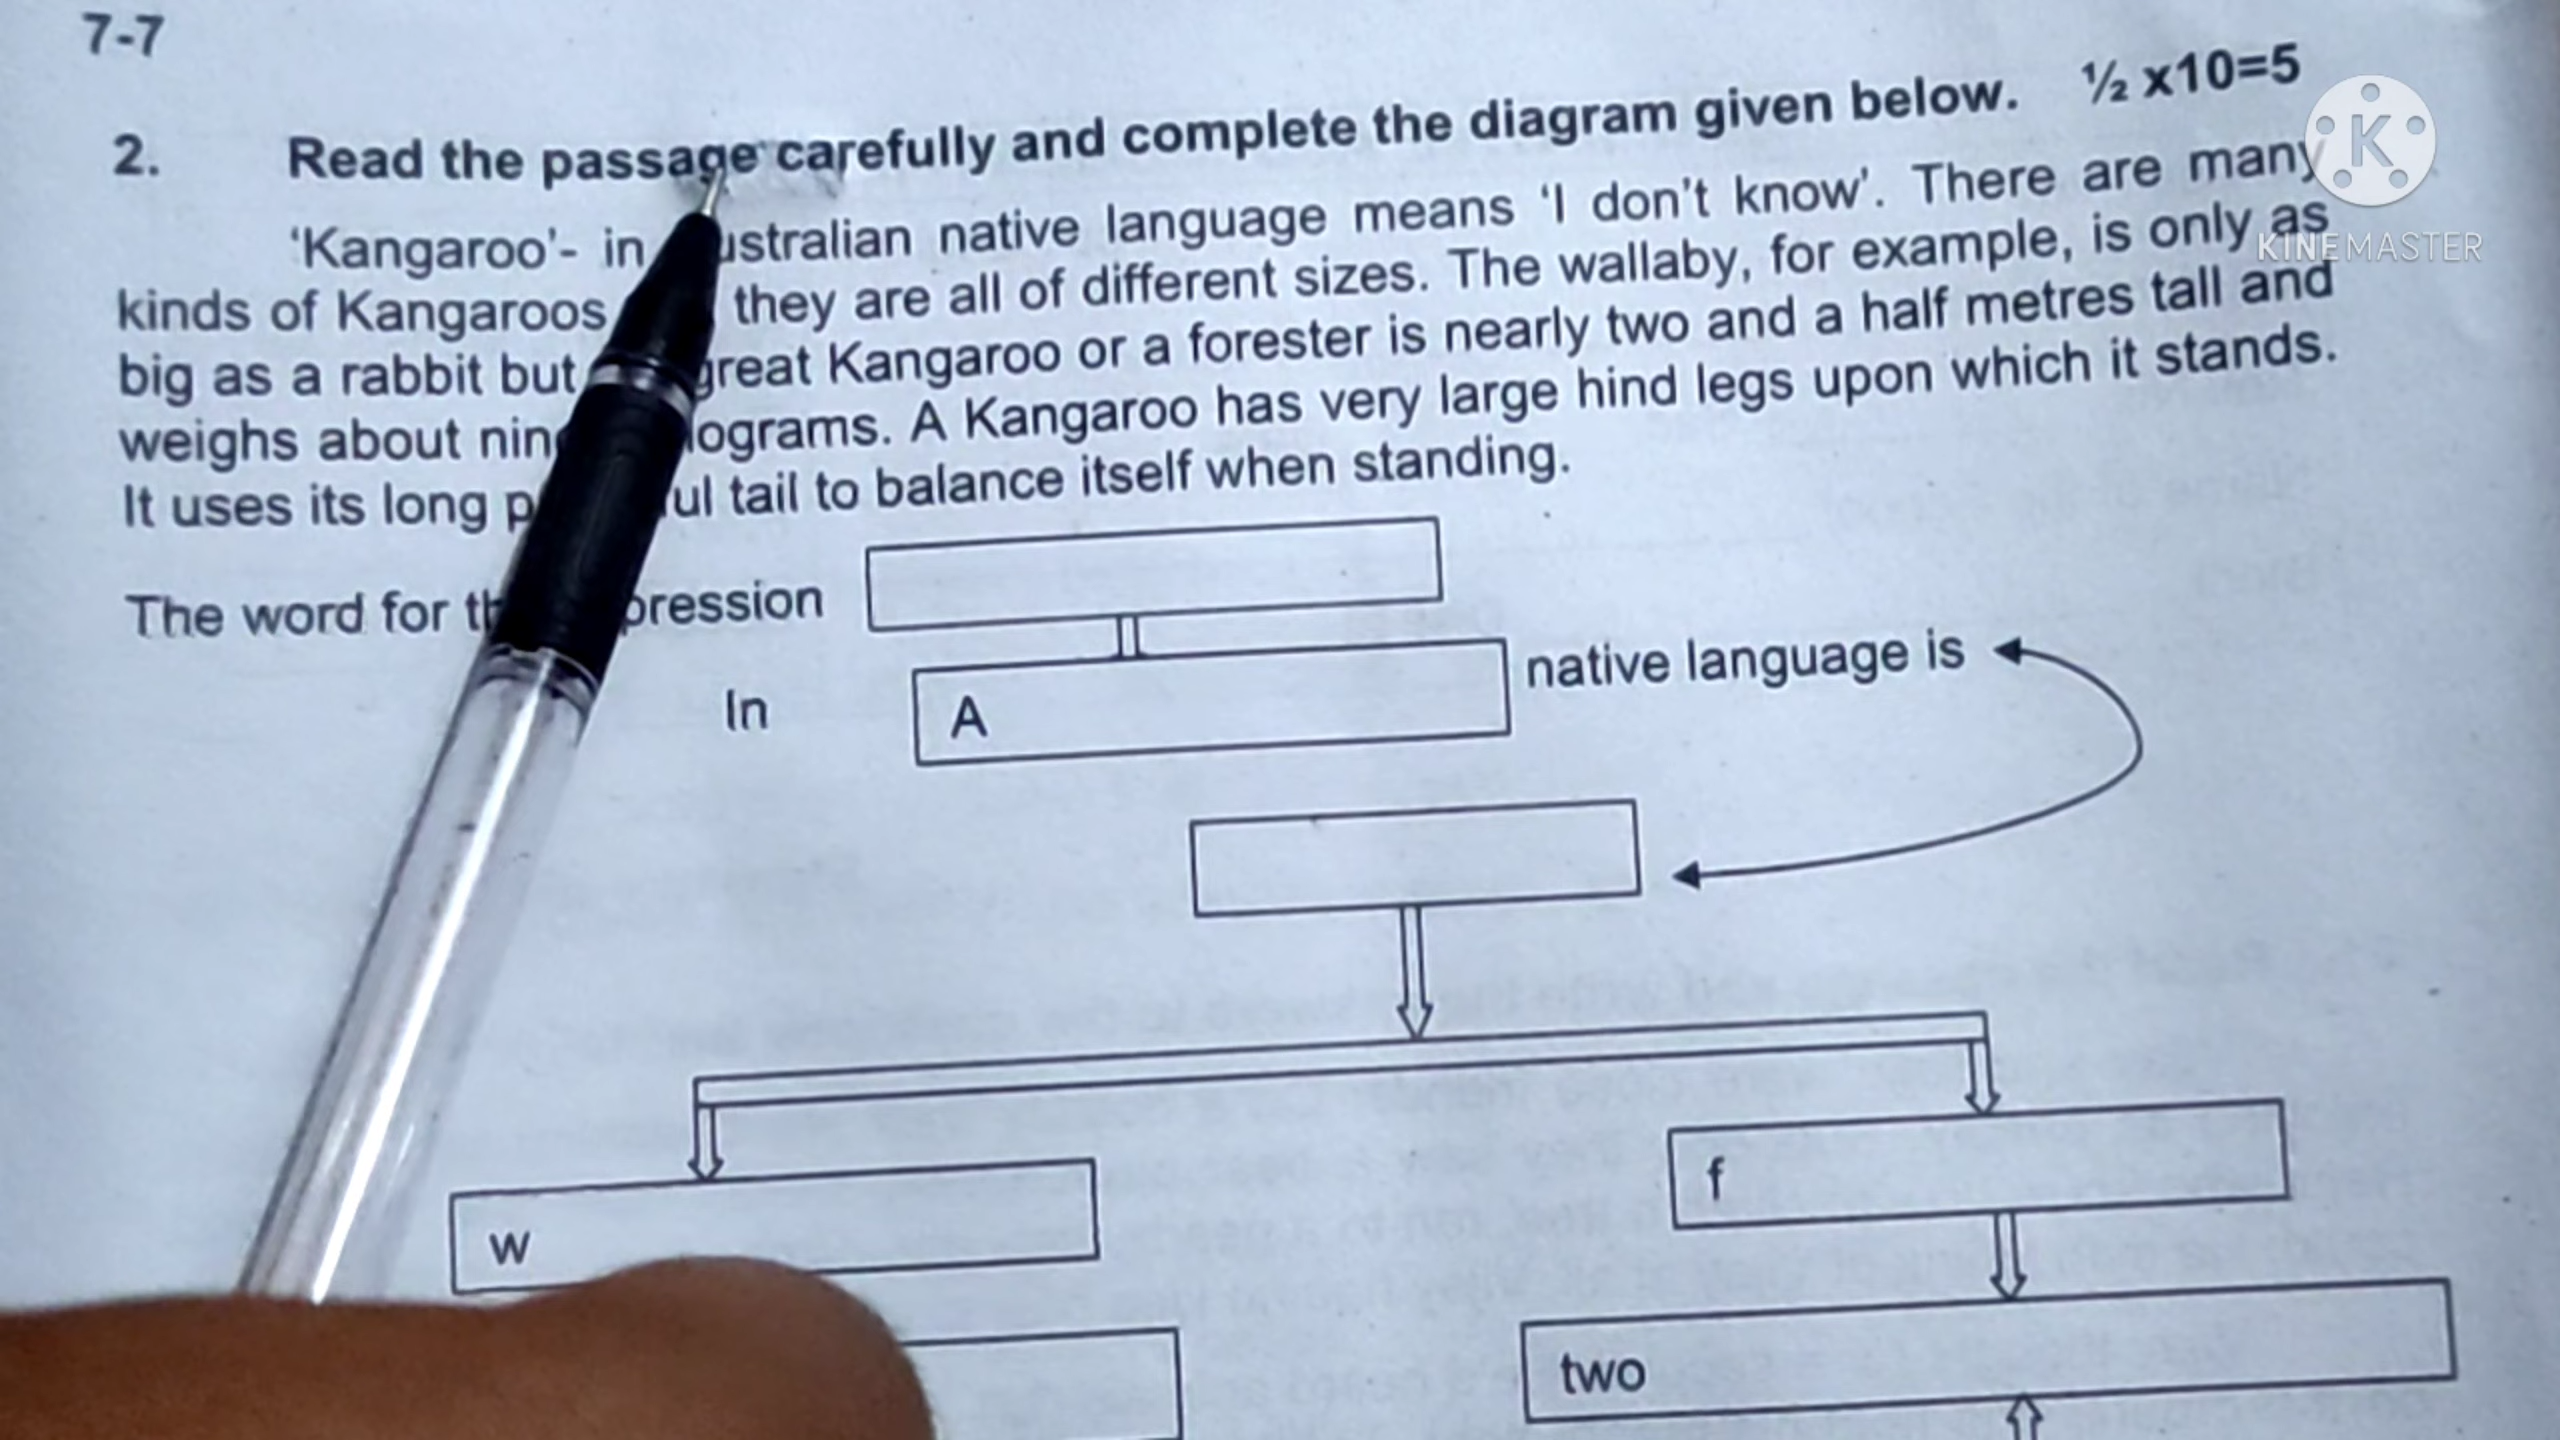 7-7
2. Read the passage carefully and complete the diagram given below. ½ x10=5
'Kangaroo'- in ustralian native language means 'I don't know'. There are many
kinds of Kangaroos they are all of different sizes. The wallaby, for example, is only as
big as a rabbit but great Kangaroo or a forester is nearly two and a half metres tall and
weighs about lograms. A Kangaroo has very large hind legs upon which it stands.
It uses its long ul tail to balance itself when standing.
The word for pression
In A native language is
w
f
two
K
KINEMASTER